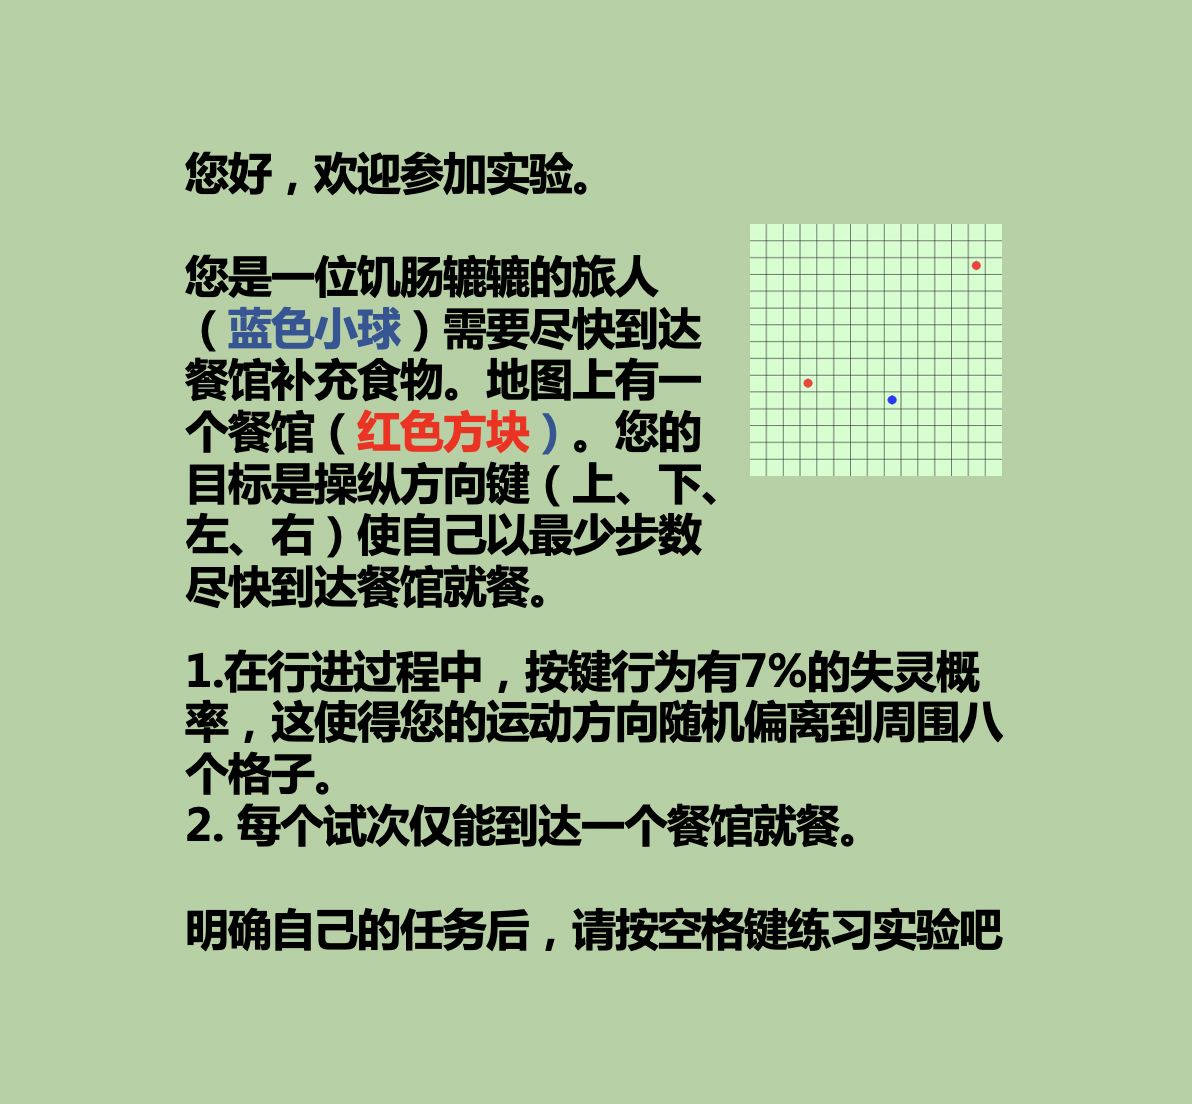 您好，欢迎参加实验。
您是一位饥肠辘辘的旅人
（蓝色小球）需要尽快到达
餐馆补充食物。地图上有一
个餐馆（红色方块）。您的
目标是操纵方向键（上、下、
左、右）使自己以最少步数
尽快到达餐馆就餐。
1.在行进过程中，按键行为有7%的失灵概
率，这使得您的运动方向随机偏离到周围八
个格子。
2. 每个试次仅能到达一个餐馆就餐。
明确自己的任务后，请按空格键练习实验吧